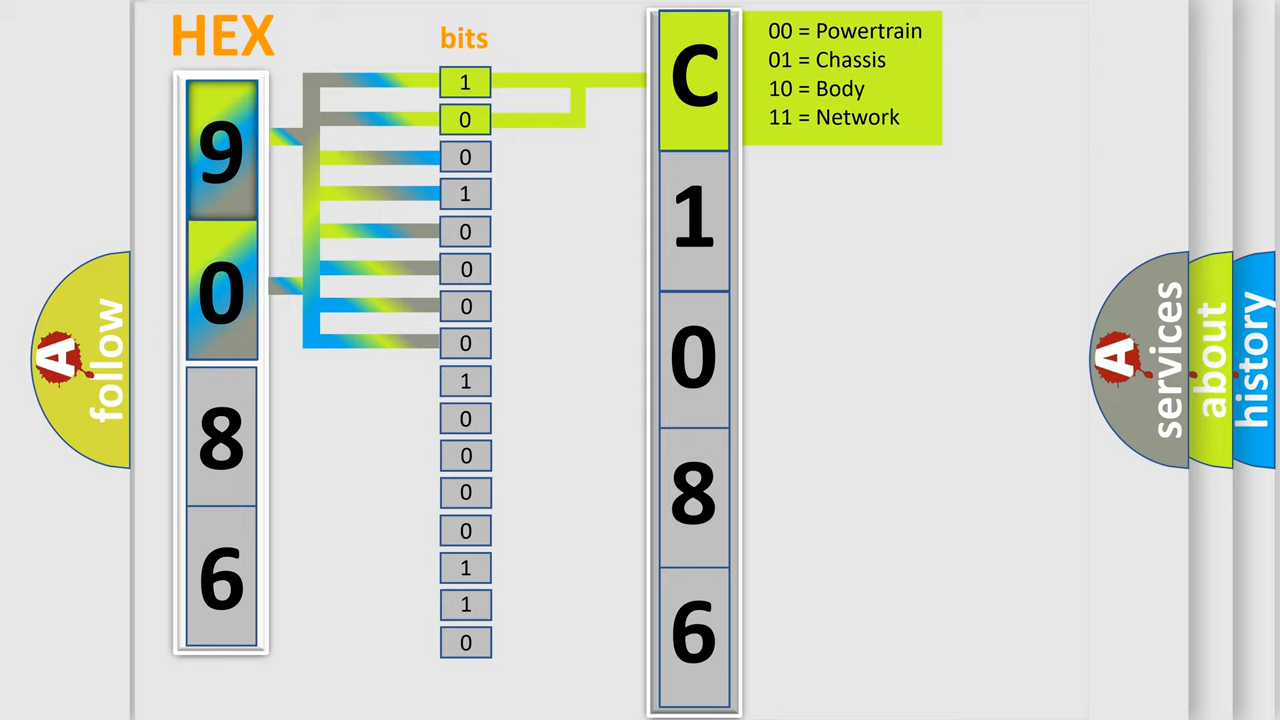 HEX
bits
9
0
8
6
1
0
0
1
0
0
0
0
1
0
0
0
0
1
1
0
C
1
0
8
6
00 = Powertrain
01 = Chassis
10 = Body
11 = Network
A
follow
A
services
about
history